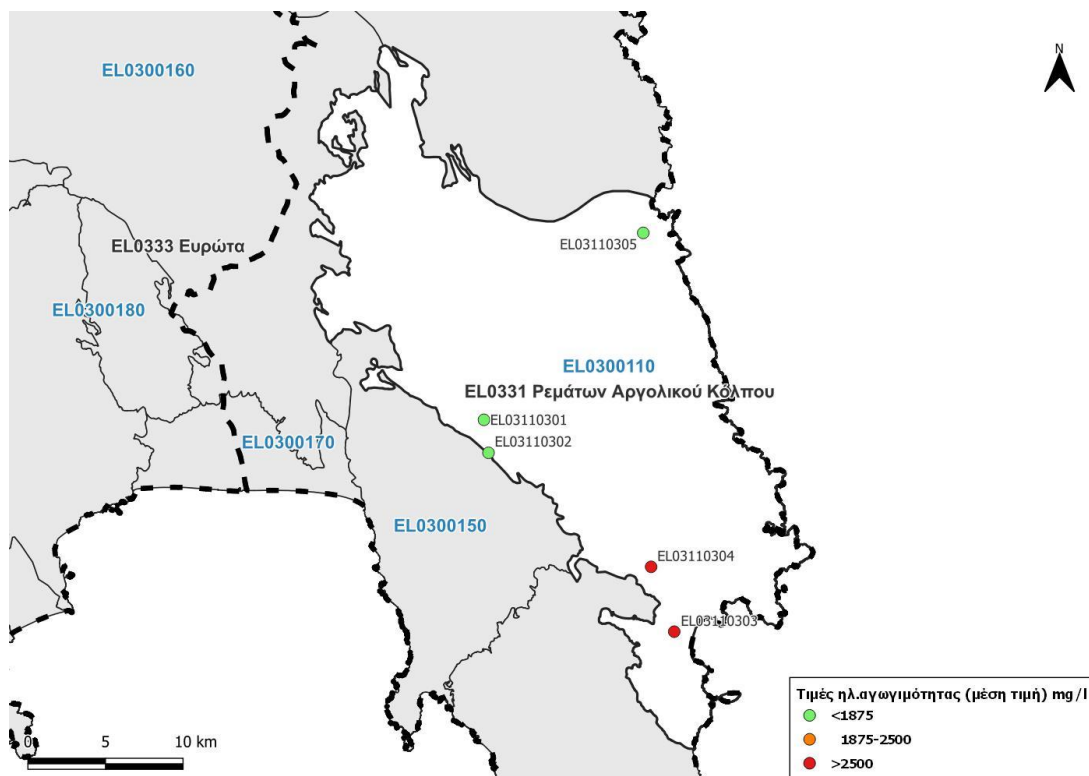 N
EL0300160
EL0333 Ευρώτα
EL03110305
EL0300180
EL0300110
EL0331 Ρεμάτων Αργολικού Κόλπου
EL03110301
EL0300170
EL03110302
EL0300150
EL03110304
EL03110303
0 5 10 km
Τιμές ηλ.αγωγιμότητας (μέση τιμή) mg/l
<1875
1875-2500
>2500